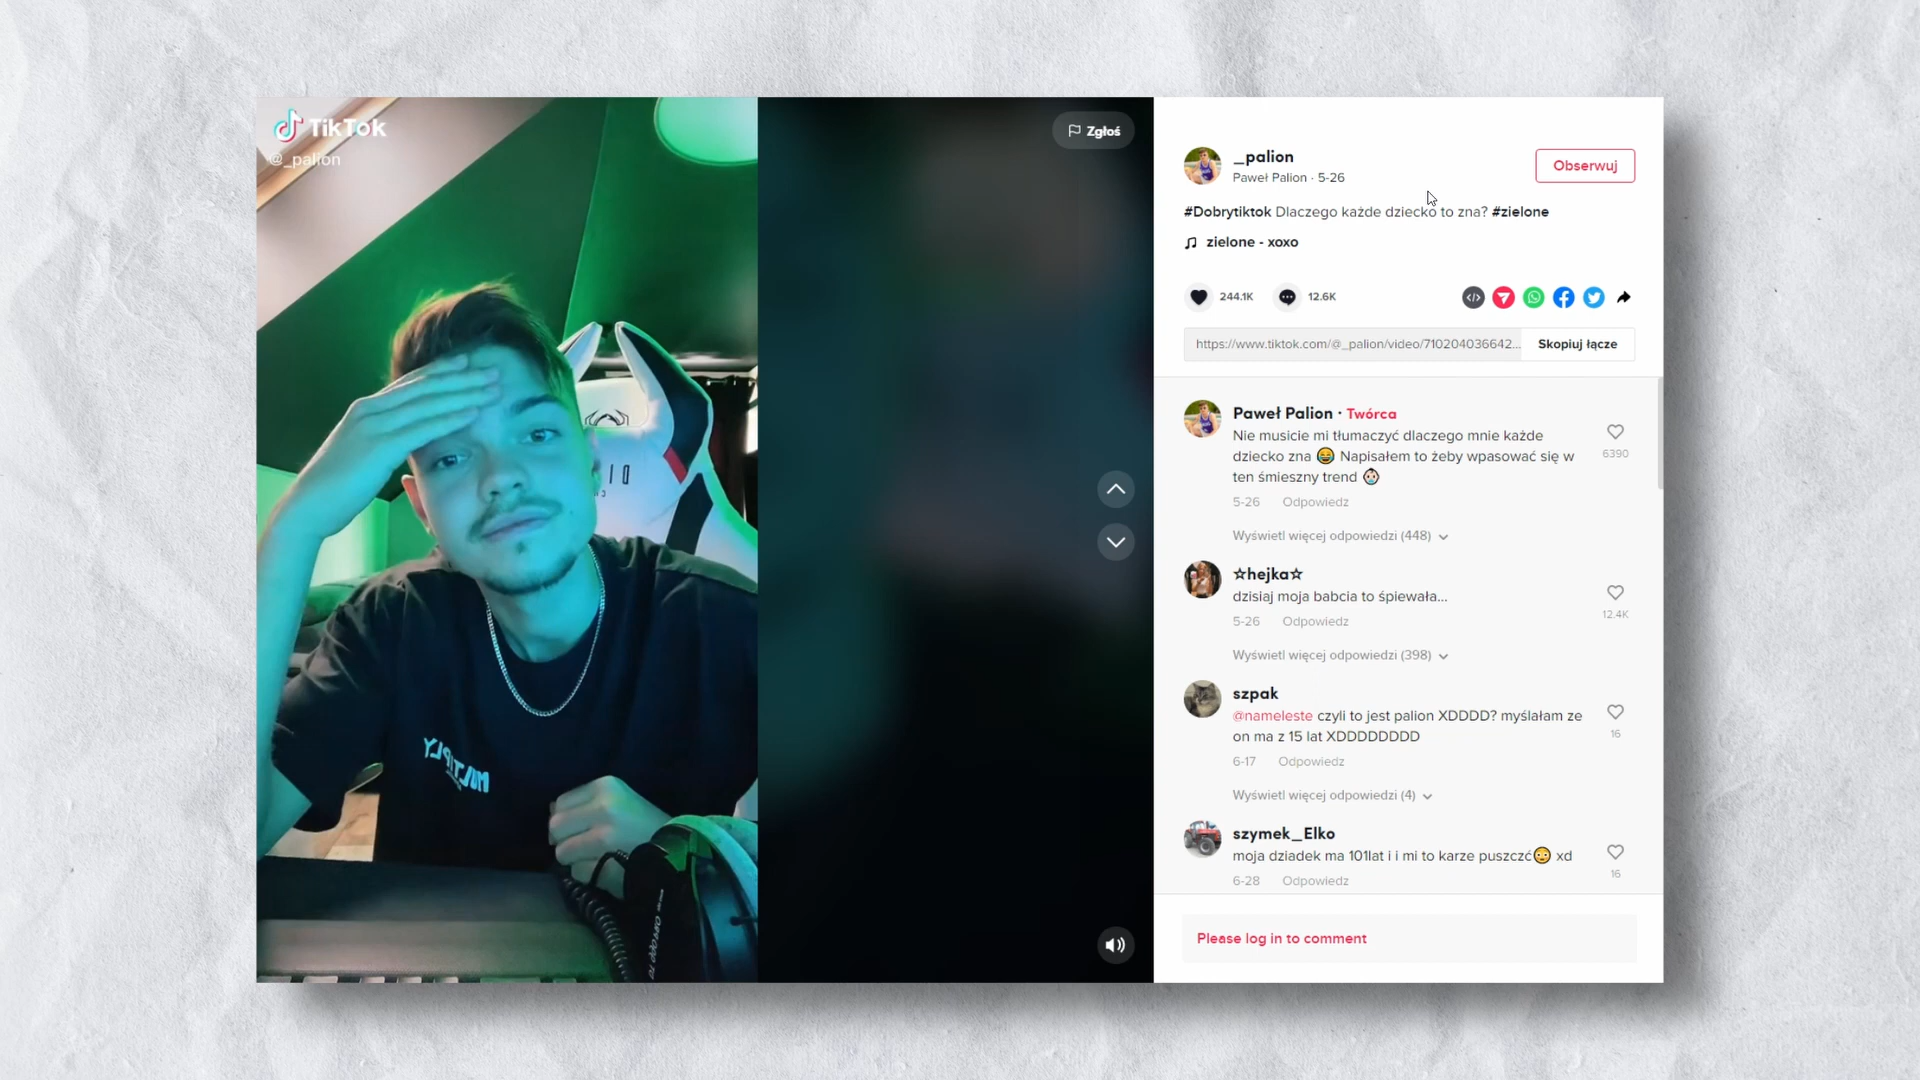 TikTok
@_palion
MULTIPLY
Zgłoś
_palion
Paweł Palion · 5-26
Obserwuj
#Dobrytiktok Dlaczego każde dziecko to zna? #zielone
zielone - xoxo
244.1K
12.6K
https://www.tiktok.com/@_palion/video/710204036642...
Skopiuj łącze
Paweł Palion · Twórca
Nie musicie mi tłumaczyć dlaczego mnie każde
dziecko zna 😂 Napisałem to żeby wpasować się w
ten śmieszny trend 👶🏻
6390
5-26 Odpowiedz
Wyświetl więcej odpowiedzi (448)
☆hejka☆
dzisiaj moja babcia to śpiewała...
12.4K
5-26 Odpowiedz
Wyświetl więcej odpowiedzi (398)
szpak
@nameleste czyli to jest palion XDDDD? myślałam ze
on ma z 15 lat XDDDDDDDD
16
6-17 Odpowiedz
Wyświetl więcej odpowiedzi (4)
szymek_Elko
moja dziadek ma 101lat i i mi to karze puszczć😳 xd
16
6-28 Odpowiedz
Please log in to comment